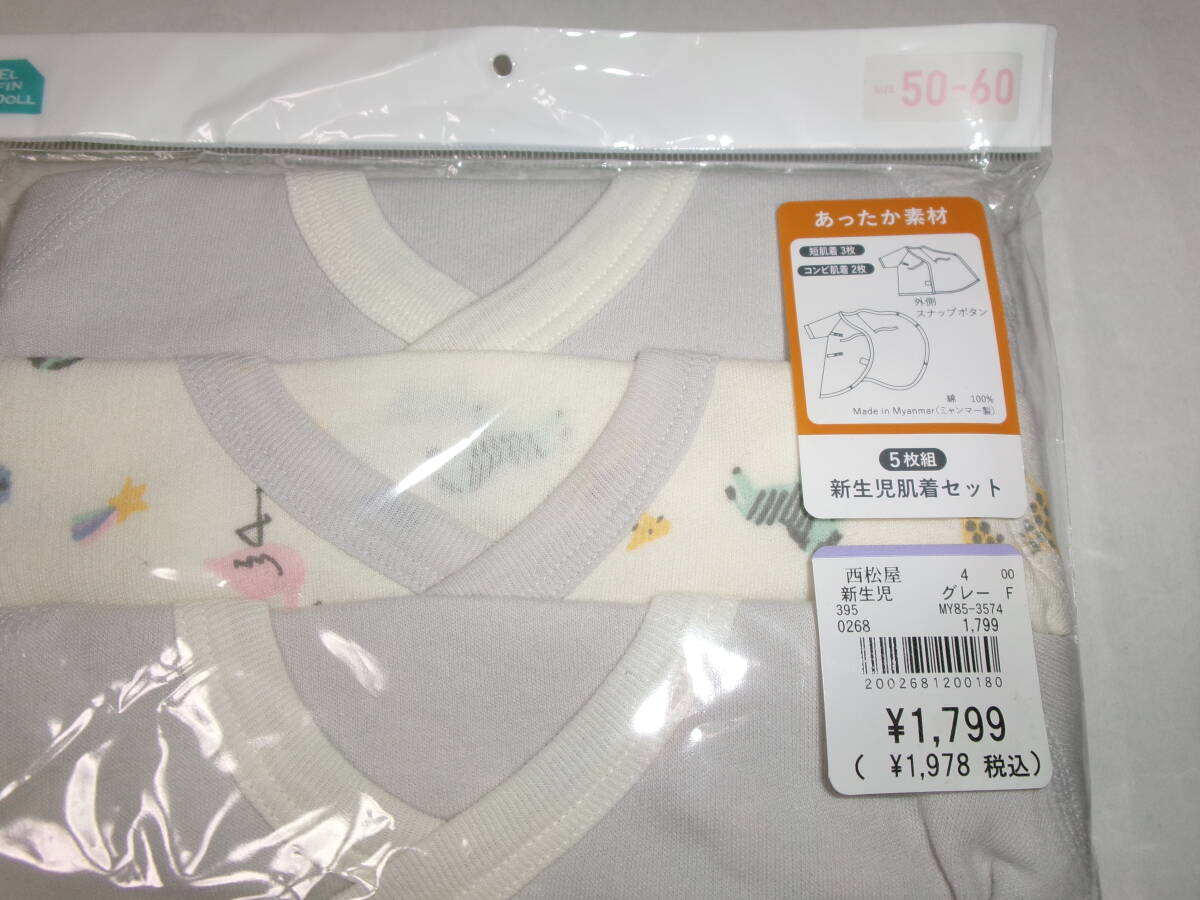 EL
FIN
DOLL
SIZE 50-60
あったか素材
短肌着 3枚
コンビ肌着 2枚
外側
スナップボタン
綿 100%
Made in Myanmar(ミャンマー製)
5枚組
新生児肌着セット
西松屋 4 00
新生児 グレー F
395 MY85-3574
0268 1,799
2002681200180
¥1,799
( ¥1,978 税込)